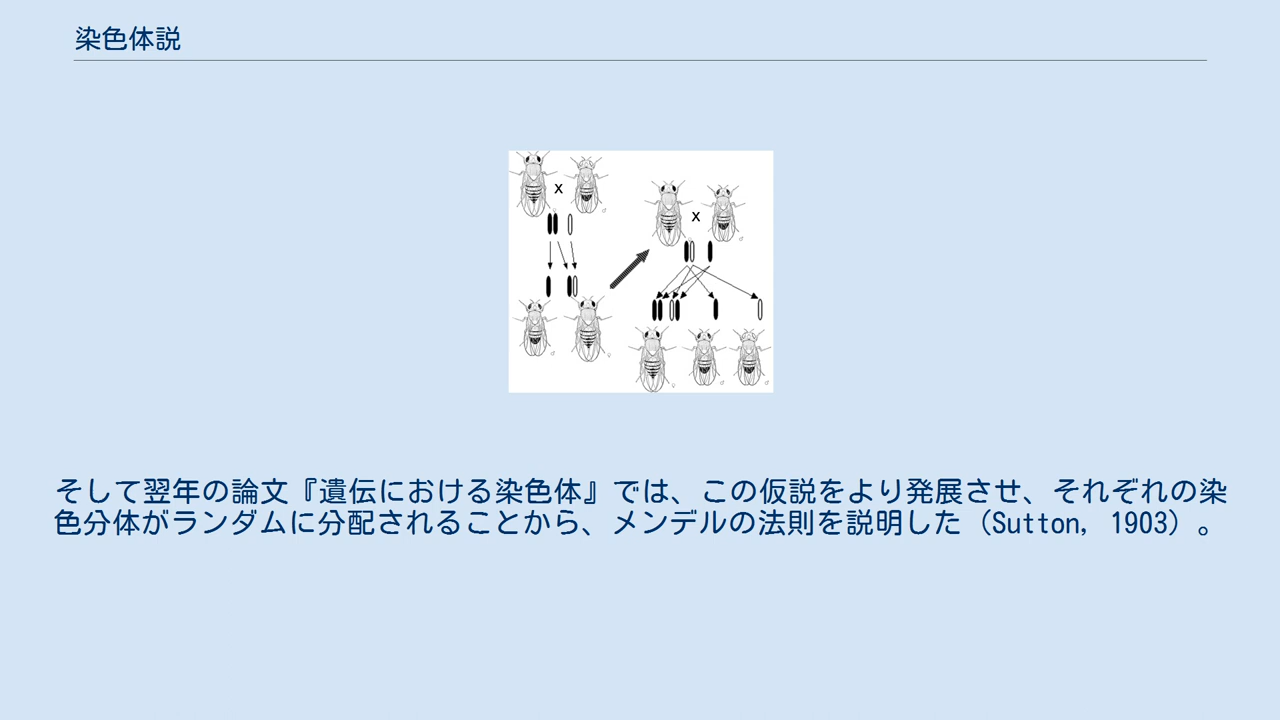 染色体説
x
x
そして翌年の論文『遺伝における染色体』では、この仮説をより発展させ、それぞれの染
色分体がランダムに分配されることから、メンデルの法則を説明した（Sutton, 1903）。